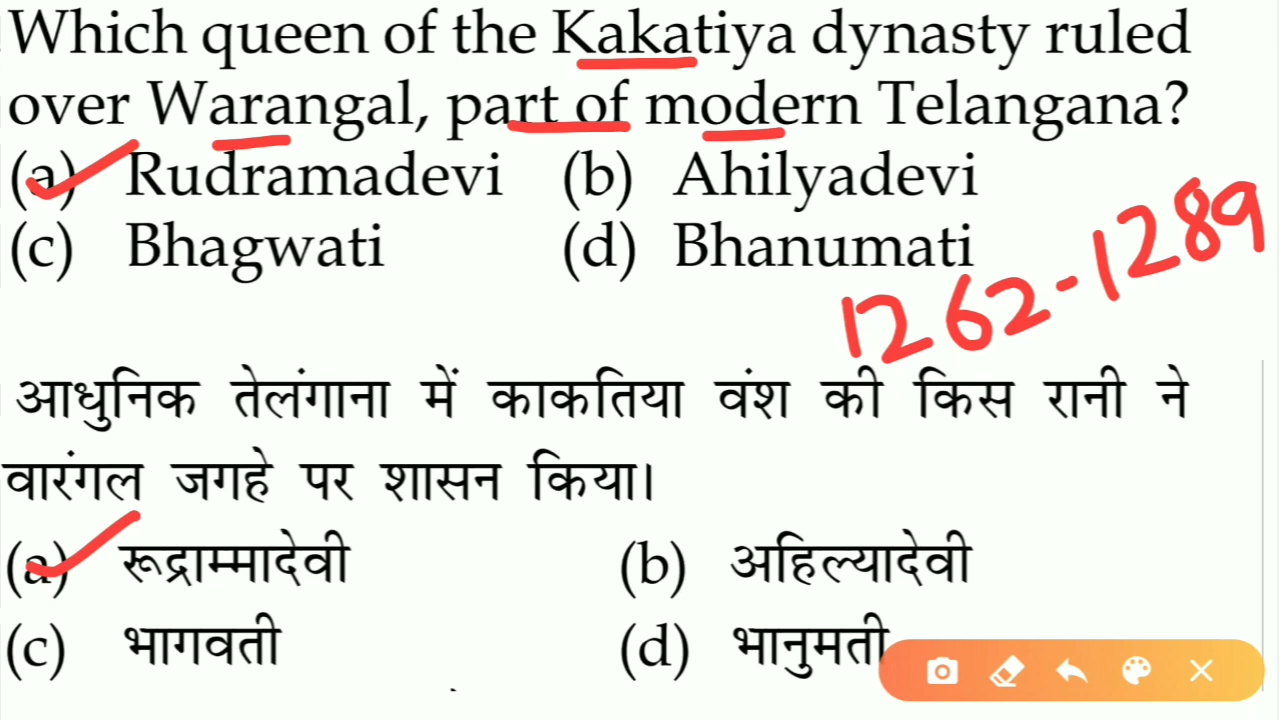 Which queen of the Kakatiya dynasty ruled
over Warangal, part of modern Telangana?
(a) Rudramadevi (b) Ahilyadevi
(c) Bhagwati (d) Bhanumati
1262-1289
आधुनिक तेलंगाना में काकतिया वंश की किस रानी ने
वारंगल जगहे पर शासन किया।
(a) रूद्राम्मादेवी (b) अहिल्यादेवी
(c) भागवती (d) भानुमती